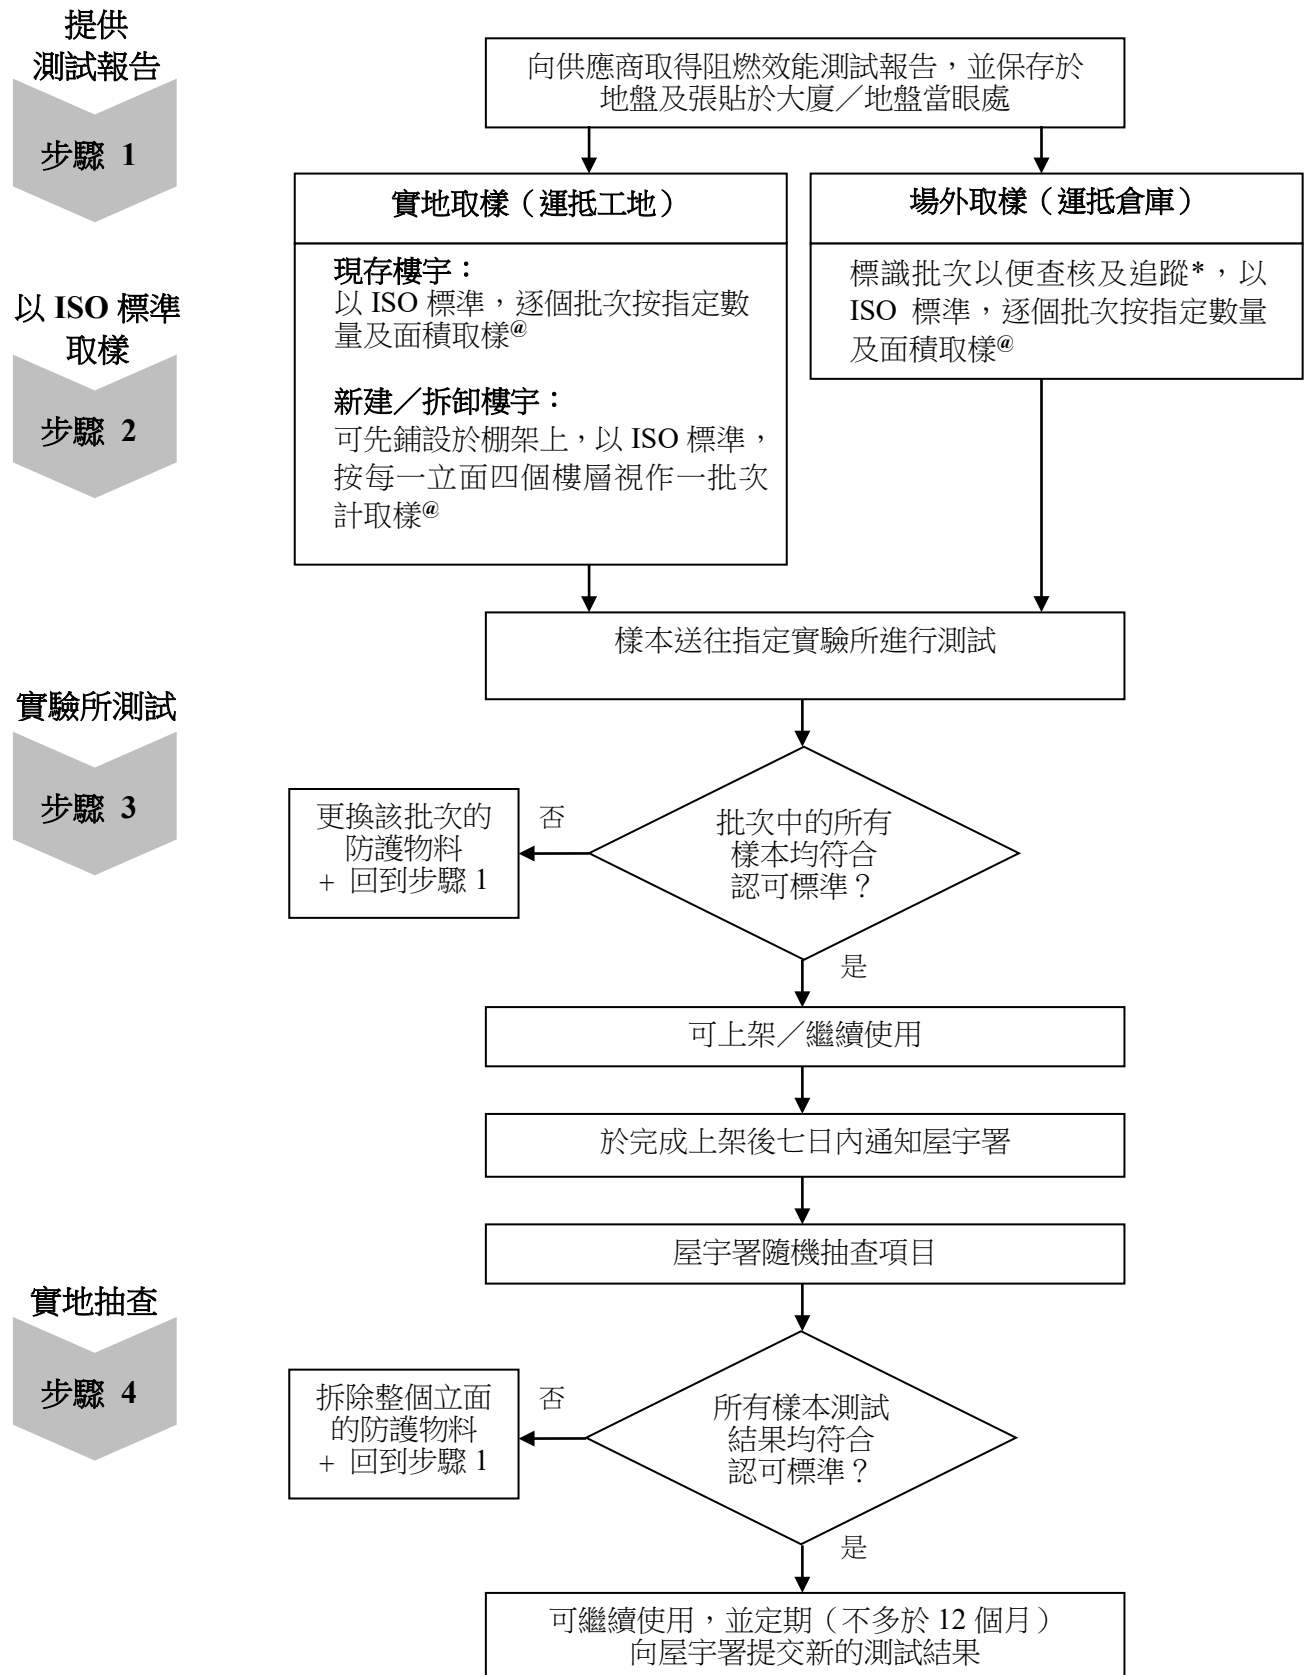 提供
測試報告
步驟 1
向供應商取得阻燃效能測試報告，並保存於
地盤及張貼於大廈／地盤當眼處
實地取樣（運抵工地）
現存樓宇：
以 ISO 標準，逐個批次按指定數
量及面積取樣@
新建／拆卸樓宇：
可先鋪設於棚架上，以 ISO 標準，
按每一立面四個樓層視作一批次
計取樣@
場外取樣（運抵倉庫）
標識批次以便查核及追蹤*，以
ISO 標準，逐個批次按指定數量
及面積取樣@
以 ISO 標準
取樣
步驟 2
樣本送往指定實驗所進行測試
實驗所測試
步驟 3
批次中的所有
樣本均符合
認可標準？
否
更換該批次的
防護物料
+ 回到步驟 1
是
可上架／繼續使用
於完成上架後七日內通知屋宇署
屋宇署隨機抽查項目
實地抽查
步驟 4
所有樣本測試
結果均符合
認可標準？
否
拆除整個立面
的防護物料
+ 回到步驟 1
是
可繼續使用，並定期（不多於 12 個月）
向屋宇署提交新的測試結果